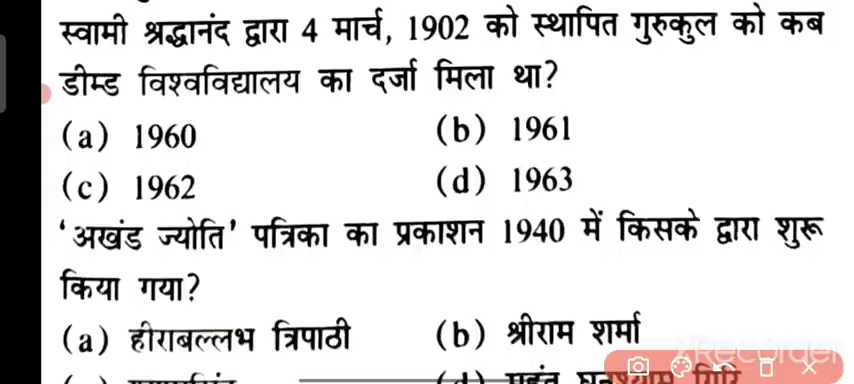 स्वामी श्रद्धानंद द्वारा 4 मार्च, 1902 को स्थापित गुरुकुल को कब
डीम्ड विश्वविद्यालय का दर्जा मिला था?
(a) 1960 (b) 1961
(c) 1962 (d) 1963
'अखंड ज्योति' पत्रिका का प्रकाशन 1940 में किसके द्वारा शुरू
किया गया?
(a) हीराबल्लभ त्रिपाठी (b) श्रीराम शर्मा